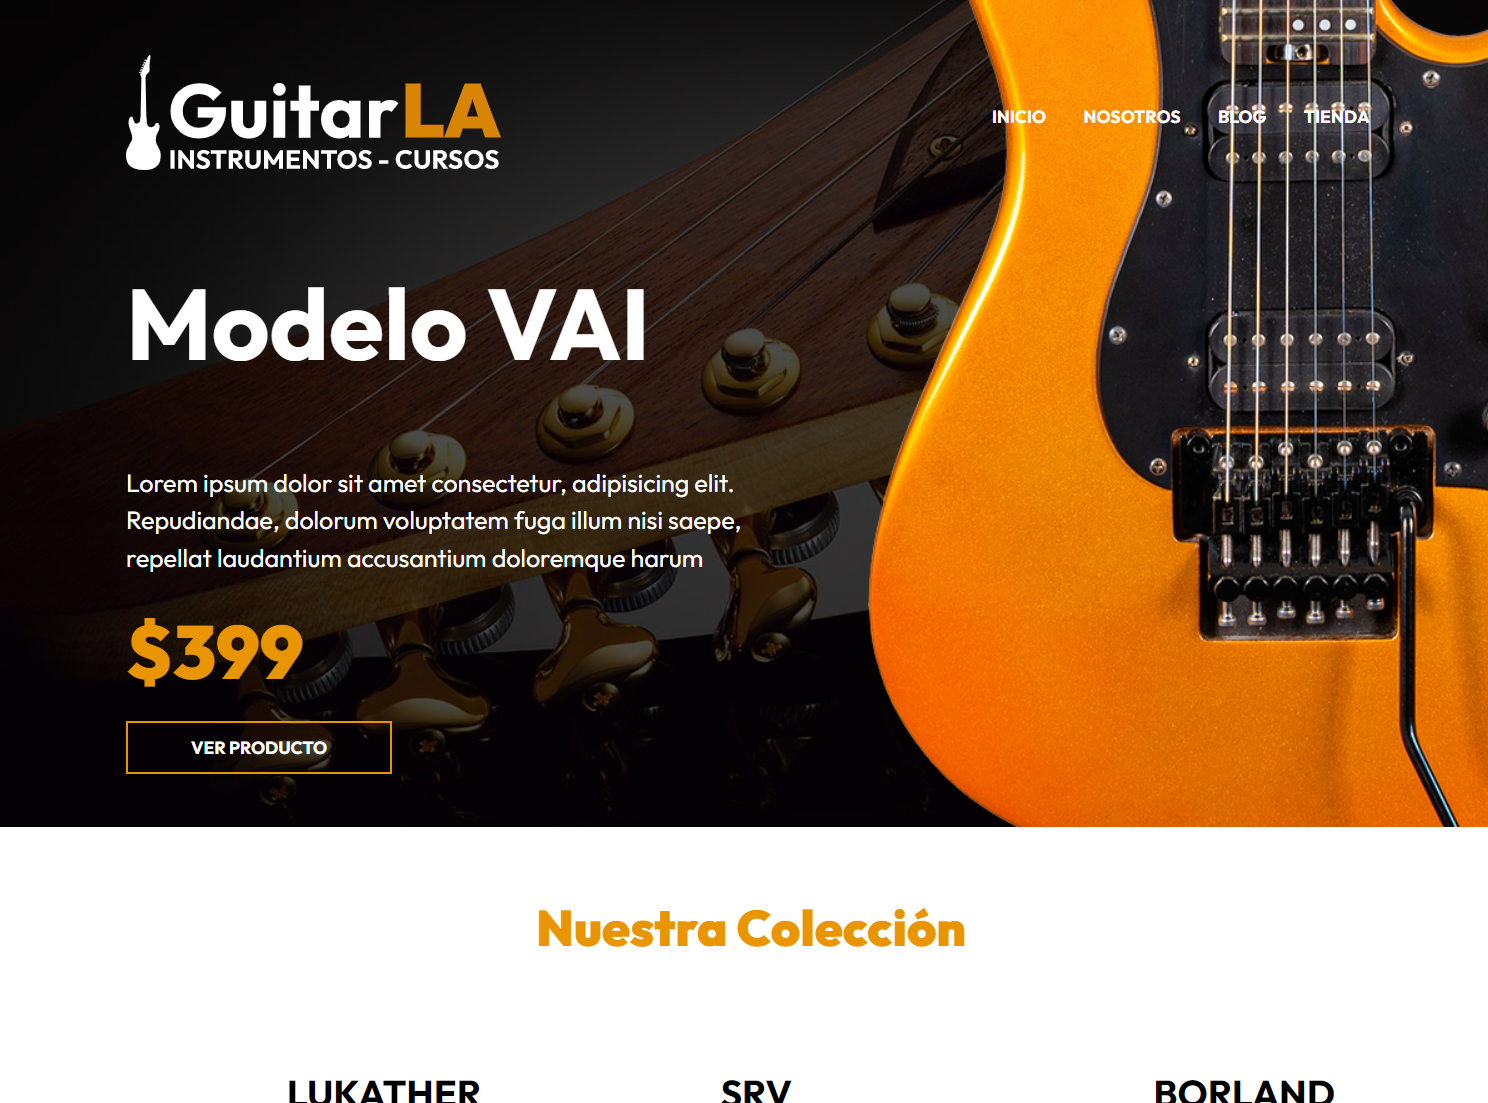 GuitarLA
INSTRUMENTOS - CURSOS
INICIO NOSOTROS BLOG TIENDA
Modelo VAI
Lorem ipsum dolor sit amet consectetur, adipisicing elit.
Repudiandae, dolorum voluptatem fuga illum nisi saepe,
repellat laudantium accusantium doloremque harum
$399
VER PRODUCTO
Nuestra Colección
LUKATHER SRV BORLAND